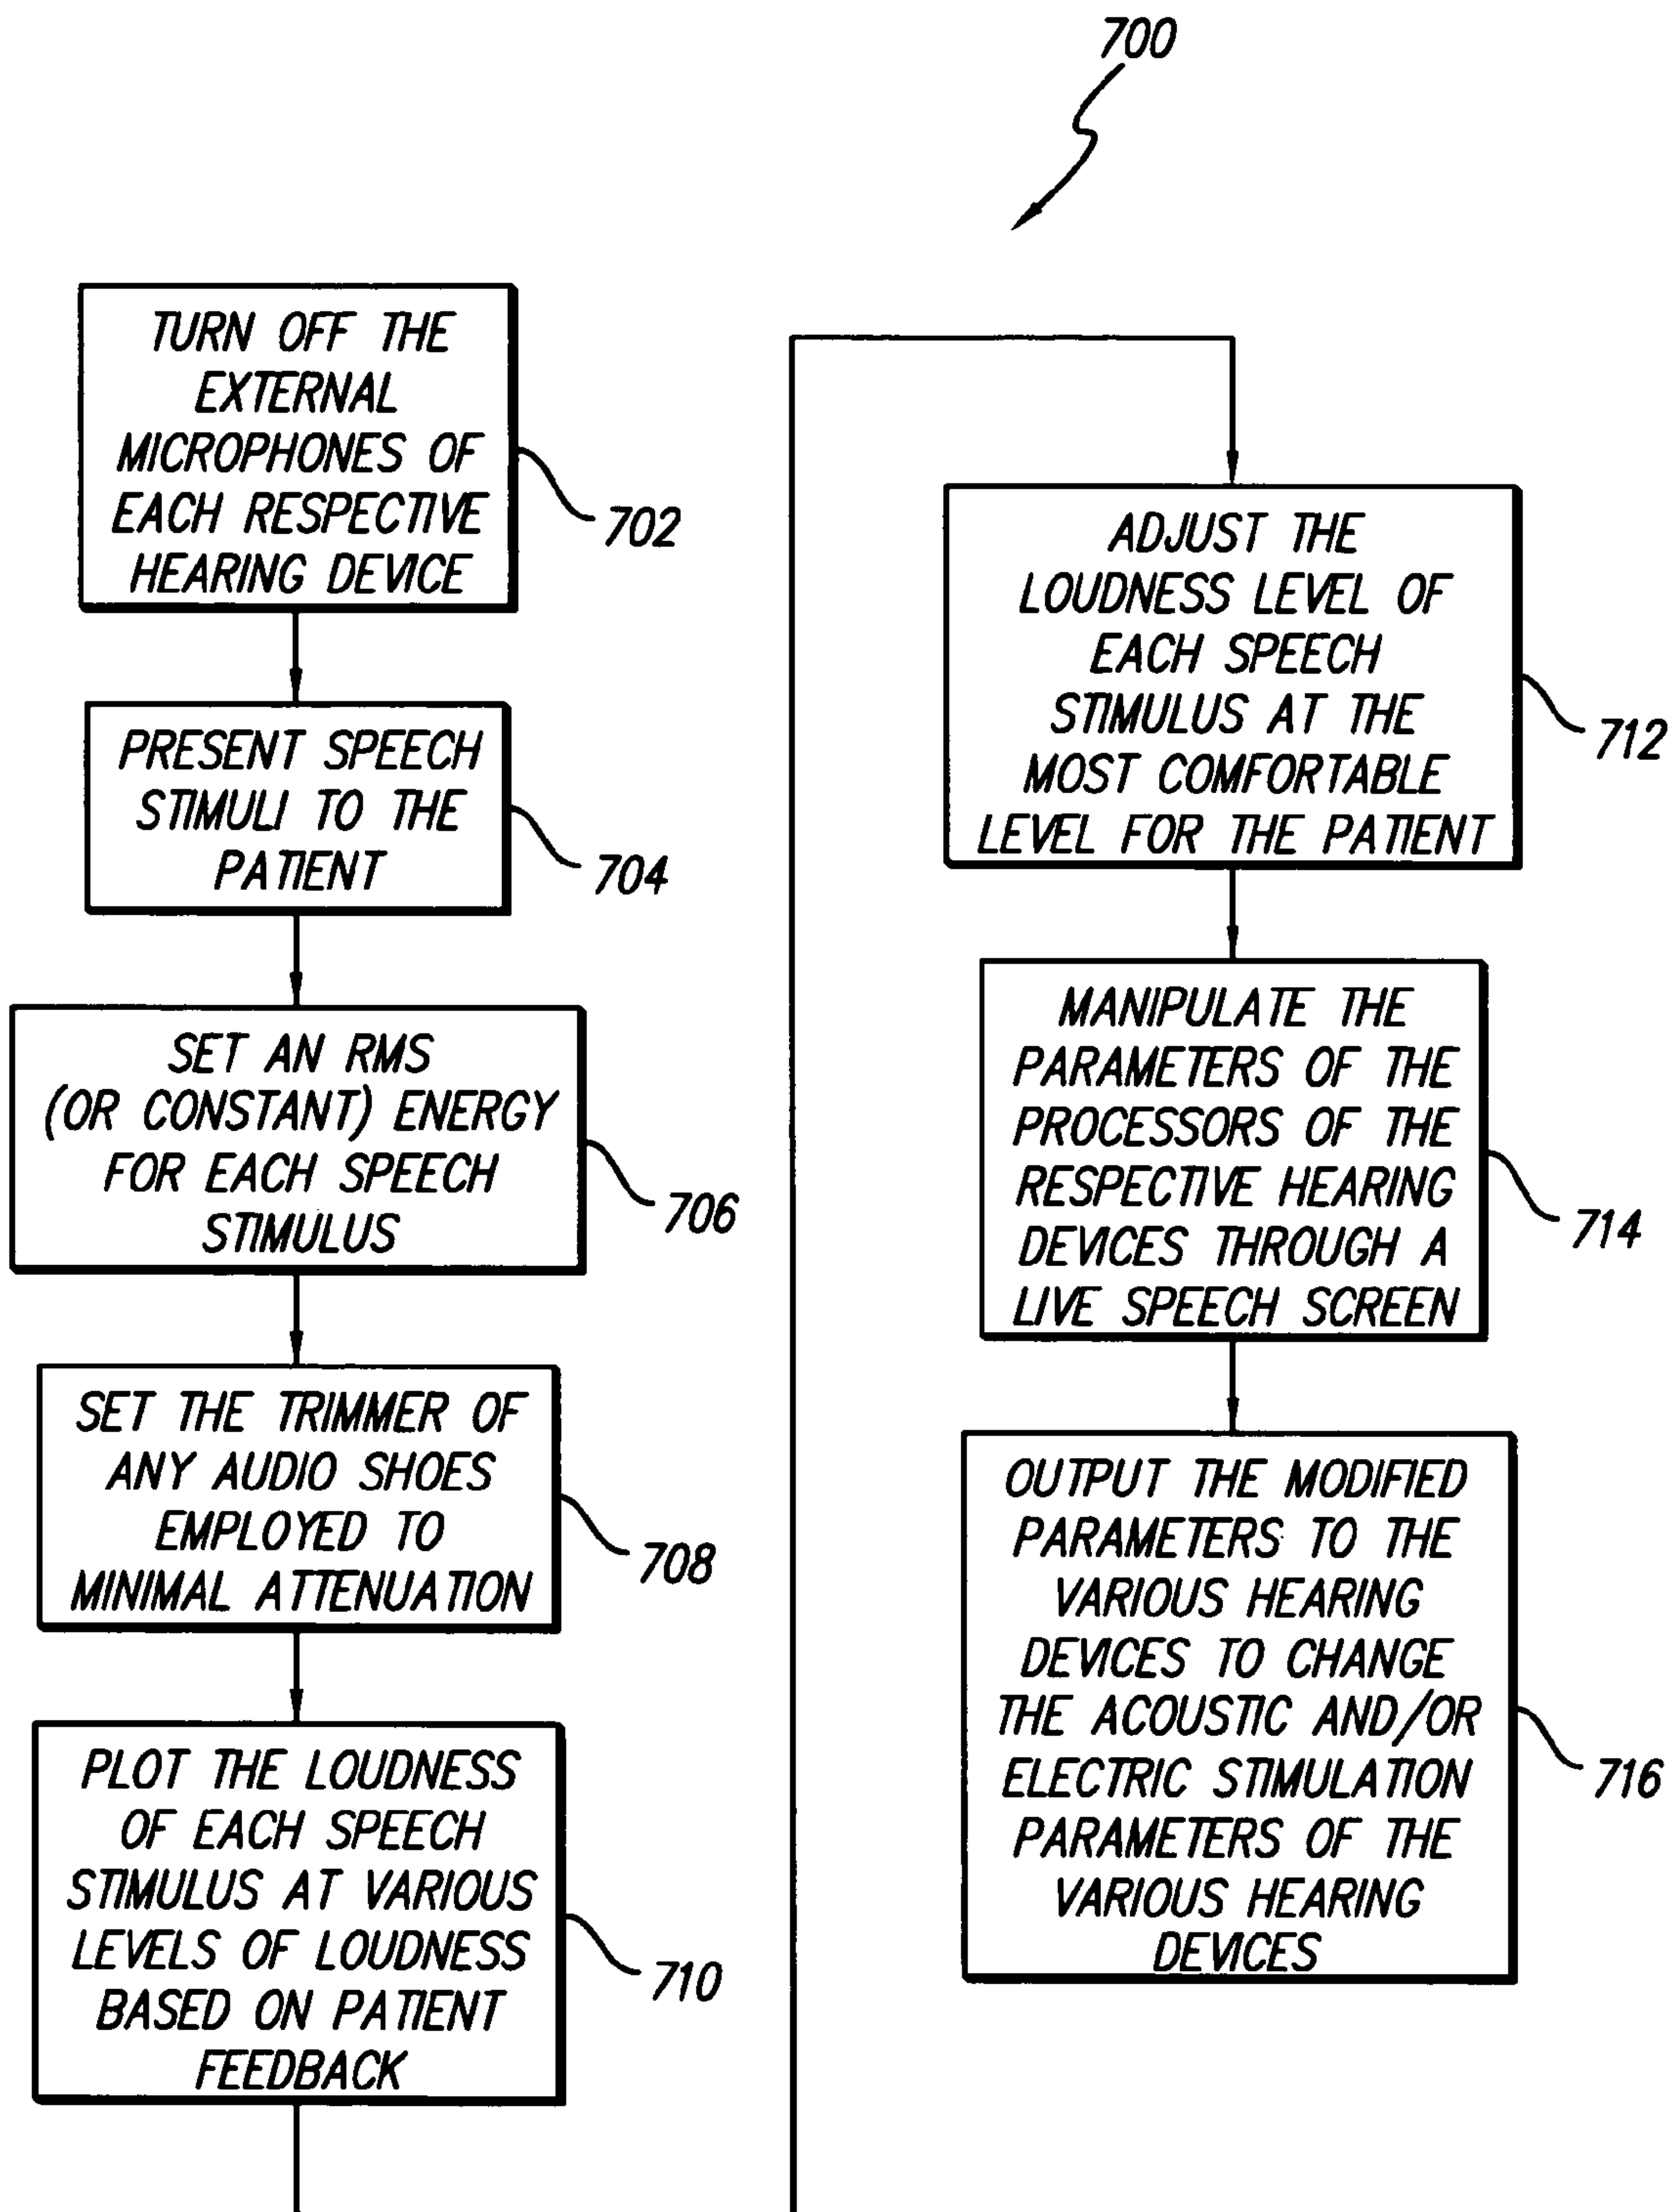 700
TURN OFF THE
EXTERNAL
MICROPHONES OF
EACH RESPECTIVE
HEARING DEVICE
702
PRESENT SPEECH
STIMULI TO THE
PATIENT
704
SET AN RMS
(OR CONSTANT) ENERGY
FOR EACH SPEECH
STIMULUS
706
SET THE TRIMMER OF
ANY AUDIO SHOES
EMPLOYED TO
MINIMAL ATTENUATION
708
PLOT THE LOUDNESS
OF EACH SPEECH
STIMULUS AT VARIOUS
LEVELS OF LOUDNESS
BASED ON PATIENT
FEEDBACK
710
ADJUST THE
LOUDNESS LEVEL OF
EACH SPEECH
STIMULUS AT THE
MOST COMFORTABLE
LEVEL FOR THE PATIENT
712
MANIPULATE THE
PARAMETERS OF THE
PROCESSORS OF THE
RESPECTIVE HEARING
DEVICES THROUGH A
LIVE SPEECH SCREEN
714
OUTPUT THE MODIFIED
PARAMETERS TO THE
VARIOUS HEARING
DEVICES TO CHANGE
THE ACOUSTIC AND/OR
ELECTRIC STIMULATION
PARAMETERS OF THE
VARIOUS HEARING
DEVICES
716